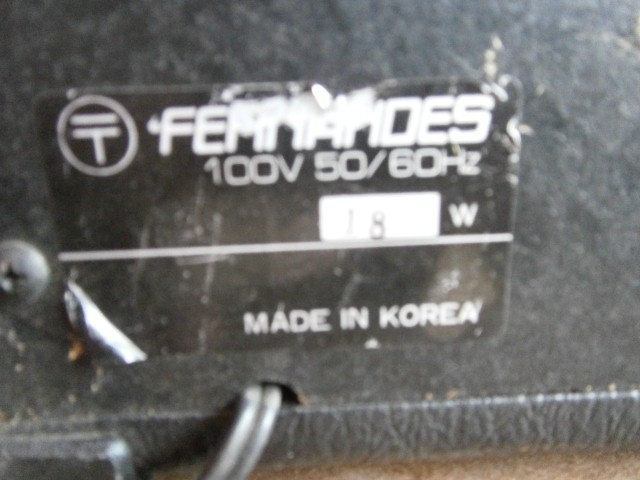 FERNANDES
100V 50/60Hz
18 W
MADE IN KOREA